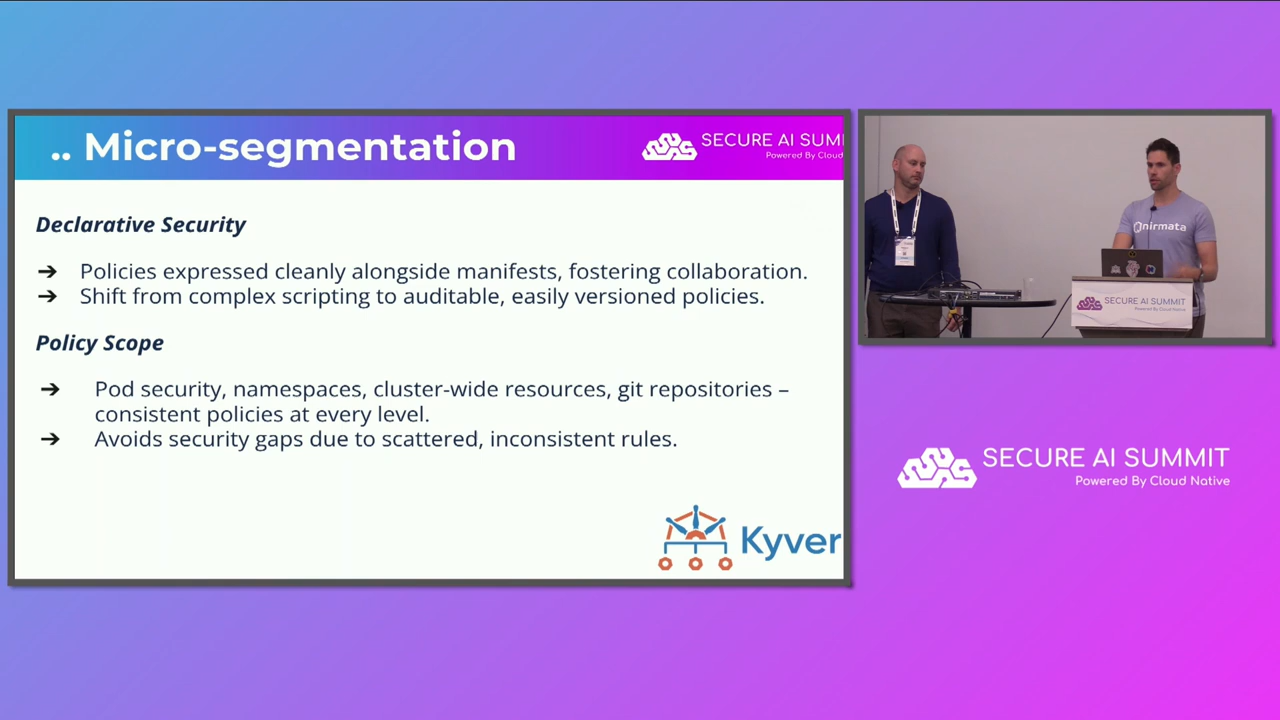 .. Micro-segmentation
SECURE AI SUMI
Powered By Cloud
Declarative Security
➔ Policies expressed cleanly alongside manifests, fostering collaboration.
➔ Shift from complex scripting to auditable, easily versioned policies.
Policy Scope
➔ Pod security, namespaces, cluster-wide resources, git repositories –
consistent policies at every level.
➔ Avoids security gaps due to scattered, inconsistent rules.
Kyver
nirmata
SECURE AI SUMMIT
Powered By Cloud Native
SECURE AI SUMMIT
Powered By Cloud Native